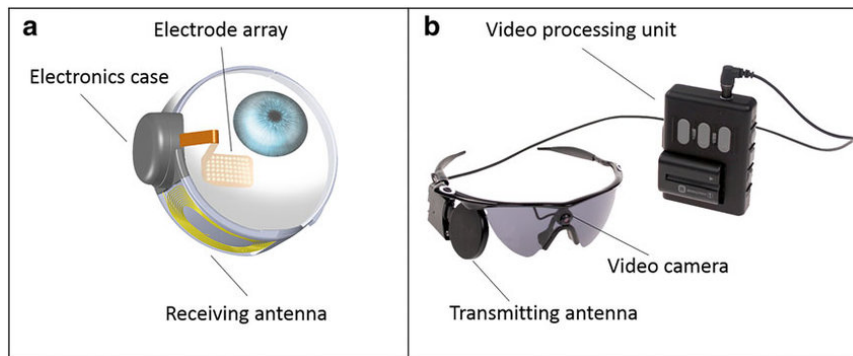 a
Electrode array
Electronics case
Receiving antenna
b
Video processing unit
Video camera
Transmitting antenna